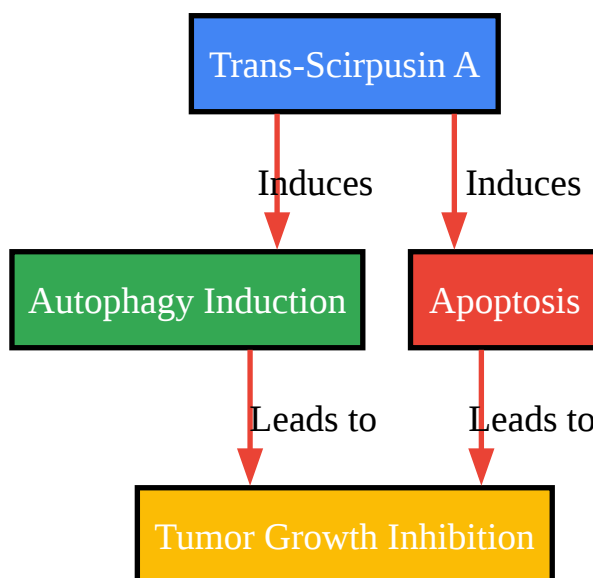 Trans-Scirpusin A
Induces
Induces
Autophagy Induction
Apoptosis
Leads to
Leads to
Tumor Growth Inhibition